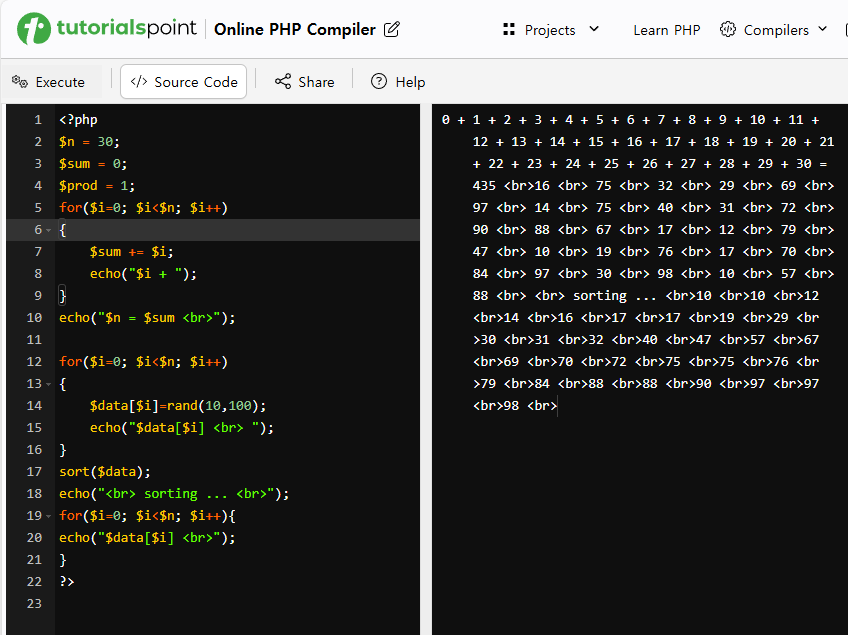 tutorialspoint Online PHP Compiler Projects Learn PHP Compilers
Execute </> Source Code Share Help
1 <?php
2 $n = 30;
3 $sum = 0;
4 $prod = 1;
5 for($i=0; $i<$n; $i++)
6 {
7 $sum += $i;
8 echo("$i + ");
9 }
10 echo("$n = $sum <br>");
11
12 for($i=0; $i<$n; $i++)
13 {
14 $data[$i]=rand(10,100);
15 echo("$data[$i] <br> ");
16 }
17 sort($data);
18 echo("<br> sorting ... <br>");
19 for($i=0; $i<$n; $i++){
20 echo("$data[$i] <br>");
21 }
22 ?>
23
0 + 1 + 2 + 3 + 4 + 5 + 6 + 7 + 8 + 9 + 10 + 11 +
12 + 13 + 14 + 15 + 16 + 17 + 18 + 19 + 20 + 21
+ 22 + 23 + 24 + 25 + 26 + 27 + 28 + 29 + 30 =
435 <br>16 <br> 75 <br> 32 <br> 29 <br> 69 <br>
97 <br> 14 <br> 75 <br> 40 <br> 31 <br> 72 <br>
90 <br> 88 <br> 67 <br> 17 <br> 12 <br> 79 <br>
47 <br> 10 <br> 19 <br> 76 <br> 17 <br> 70 <br>
84 <br> 97 <br> 30 <br> 98 <br> 10 <br> 57 <br>
88 <br> <br> sorting ... <br>10 <br>10 <br>12
<br>14 <br>16 <br>17 <br>17 <br>19 <br>29 <br
>30 <br>31 <br>32 <br>40 <br>47 <br>57 <br>67
<br>69 <br>70 <br>72 <br>75 <br>75 <br>76 <br
>79 <br>84 <br>88 <br>88 <br>90 <br>97 <br>97
<br>98 <br>